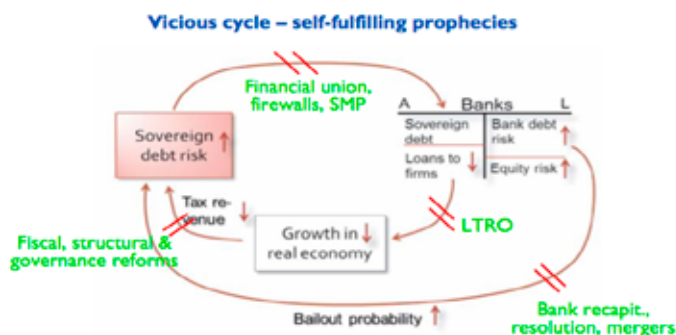 Vicious cycle – self-fulfilling prophecies
Financial union,
firewalls, SMP
A Banks L
Sovereign
debt
Bank debt
risk
Loans to
firms
Equity risk
Sovereign
debt risk
Tax re-
venue
LTRO
Fiscal, structural &
governance reforms
Growth in
real economy
Bailout probability
Bank recapit.,
resolution, mergers